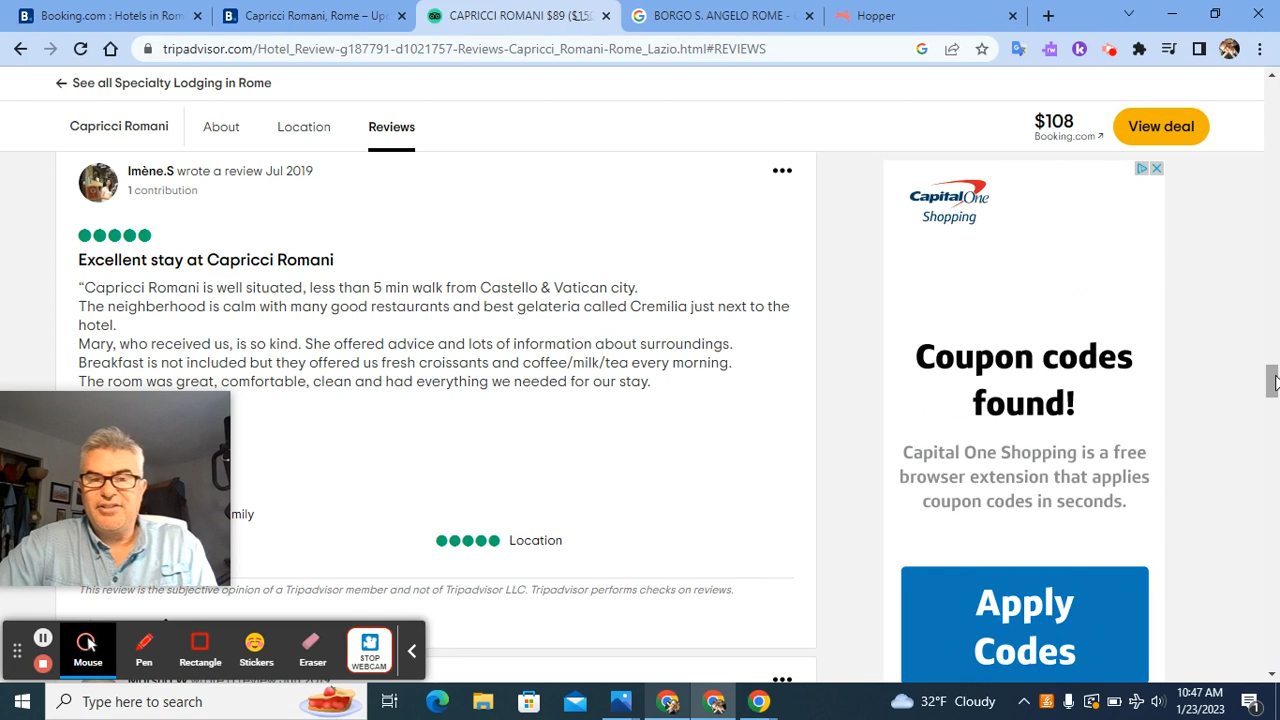 Booking.com : Hotels in Rom
Capricci Romani, Rome, – Up
CAPRICCI ROMANI $89 ($150
BORGO S. ANGELO ROME -
Hopper
tripadvisor.com/Hotel_Review-g187791-d1021757-Reviews-Capricci_Romani-Rome_Lazio.html#REVIEWS
See all Specialty Lodging in Rome
Capricci Romani
About
Location
Reviews
$108
Booking.com
View deal
Imène.S wrote a review Jul 2019
1 contribution
Excellent stay at Capricci Romani
“Capricci Romani is well situated, less than 5 min walk from Castello & Vatican city.
The neighberhood is calm with many good restaurants and best gelateria called Cremilia just next to the
hotel.
Mary, who received us, is so kind. She offered advice and lots of information about surroundings.
Breakfast is not included but they offered us fresh croissants and coffee/milk/tea every morning.
The room was great, comfortable, clean and had everything we needed for our stay.
mily
Location
This review is the subjective opinion of a Tripadvisor member and not of Tripadvisor LLC. Tripadvisor performs checks on reviews.
Capital One
Shopping
Coupon codes
found!
Capital One Shopping is a free
browser extension that applies
coupon codes in seconds.
Apply
Codes
Mouse
Pen
Rectangle
Stickers
Eraser
STOP
WEBCAM
Type here to search
32°F Cloudy
10:47 AM
1/23/2023
1